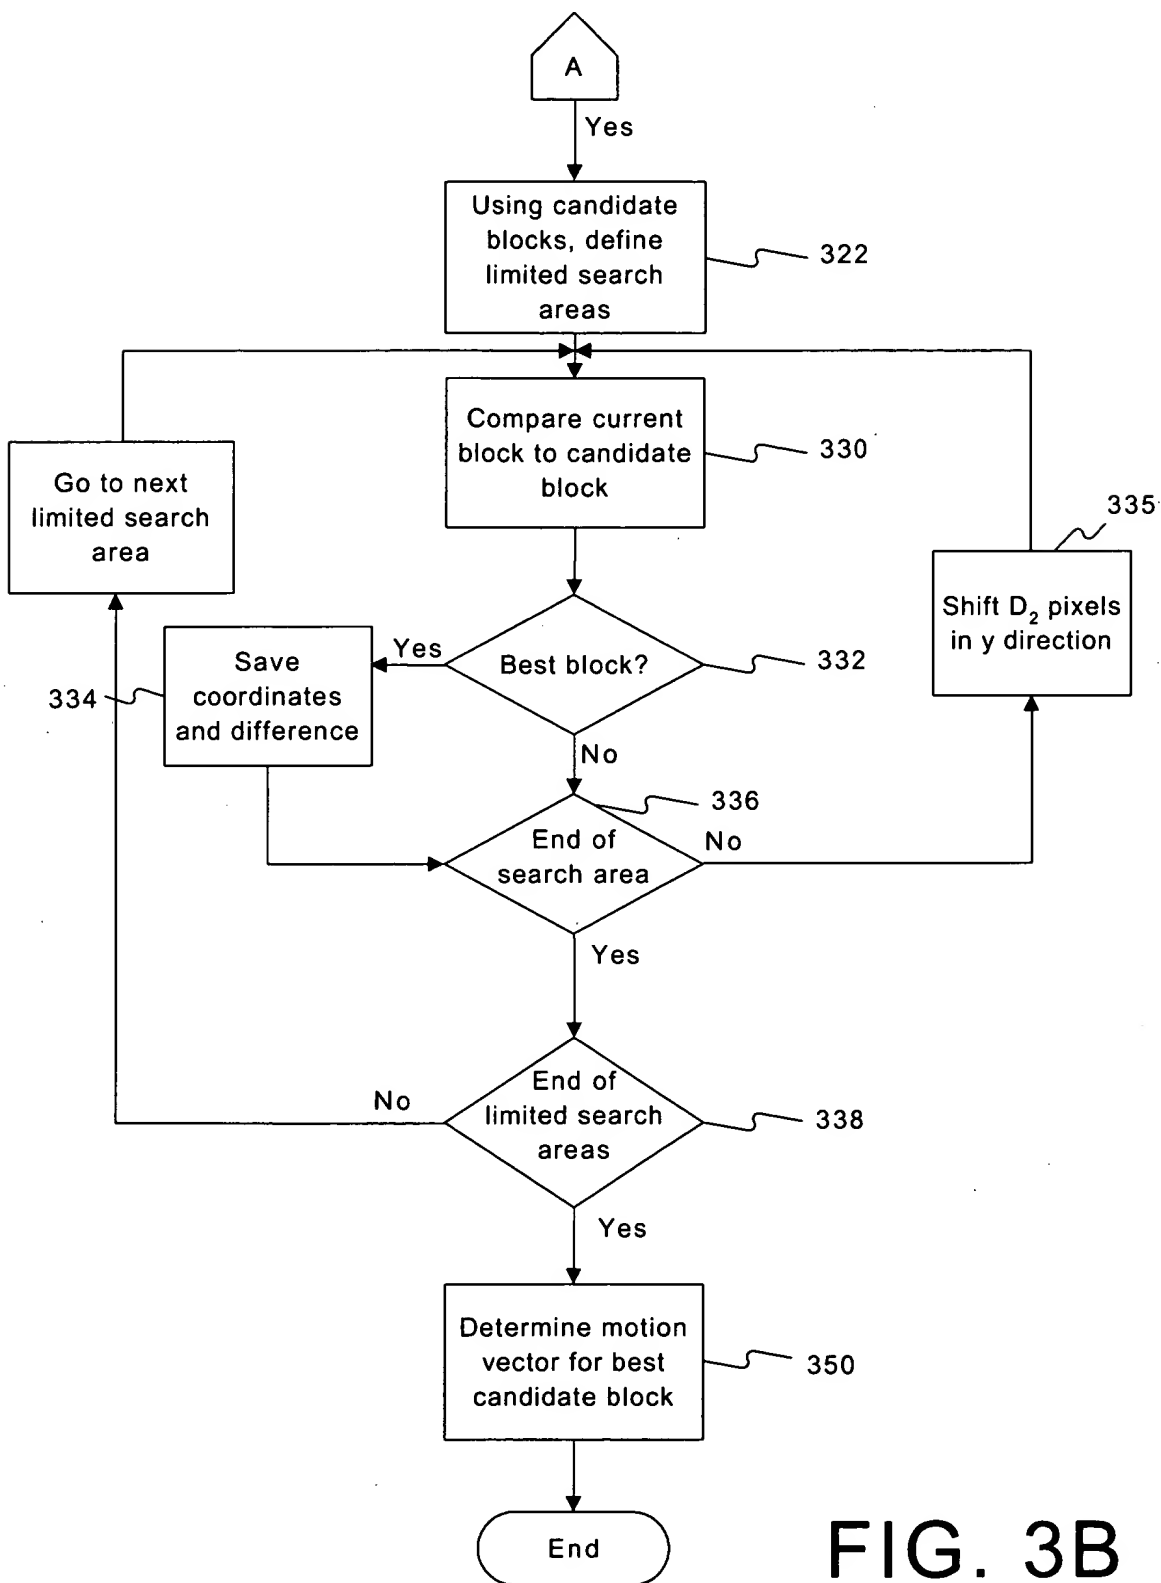 A
Yes
Using candidate
blocks, define
limited search
areas
322
Compare current
block to candidate
block
330
Go to next
limited search
area
335
Shift D₂ pixels
in y direction
Best block?
332
Yes
Save
coordinates
and difference
334
No
336
End of
search area
No
Yes
End of
limited search
areas
338
No
Yes
Determine motion
vector for best
candidate block
350
End
FIG. 3B